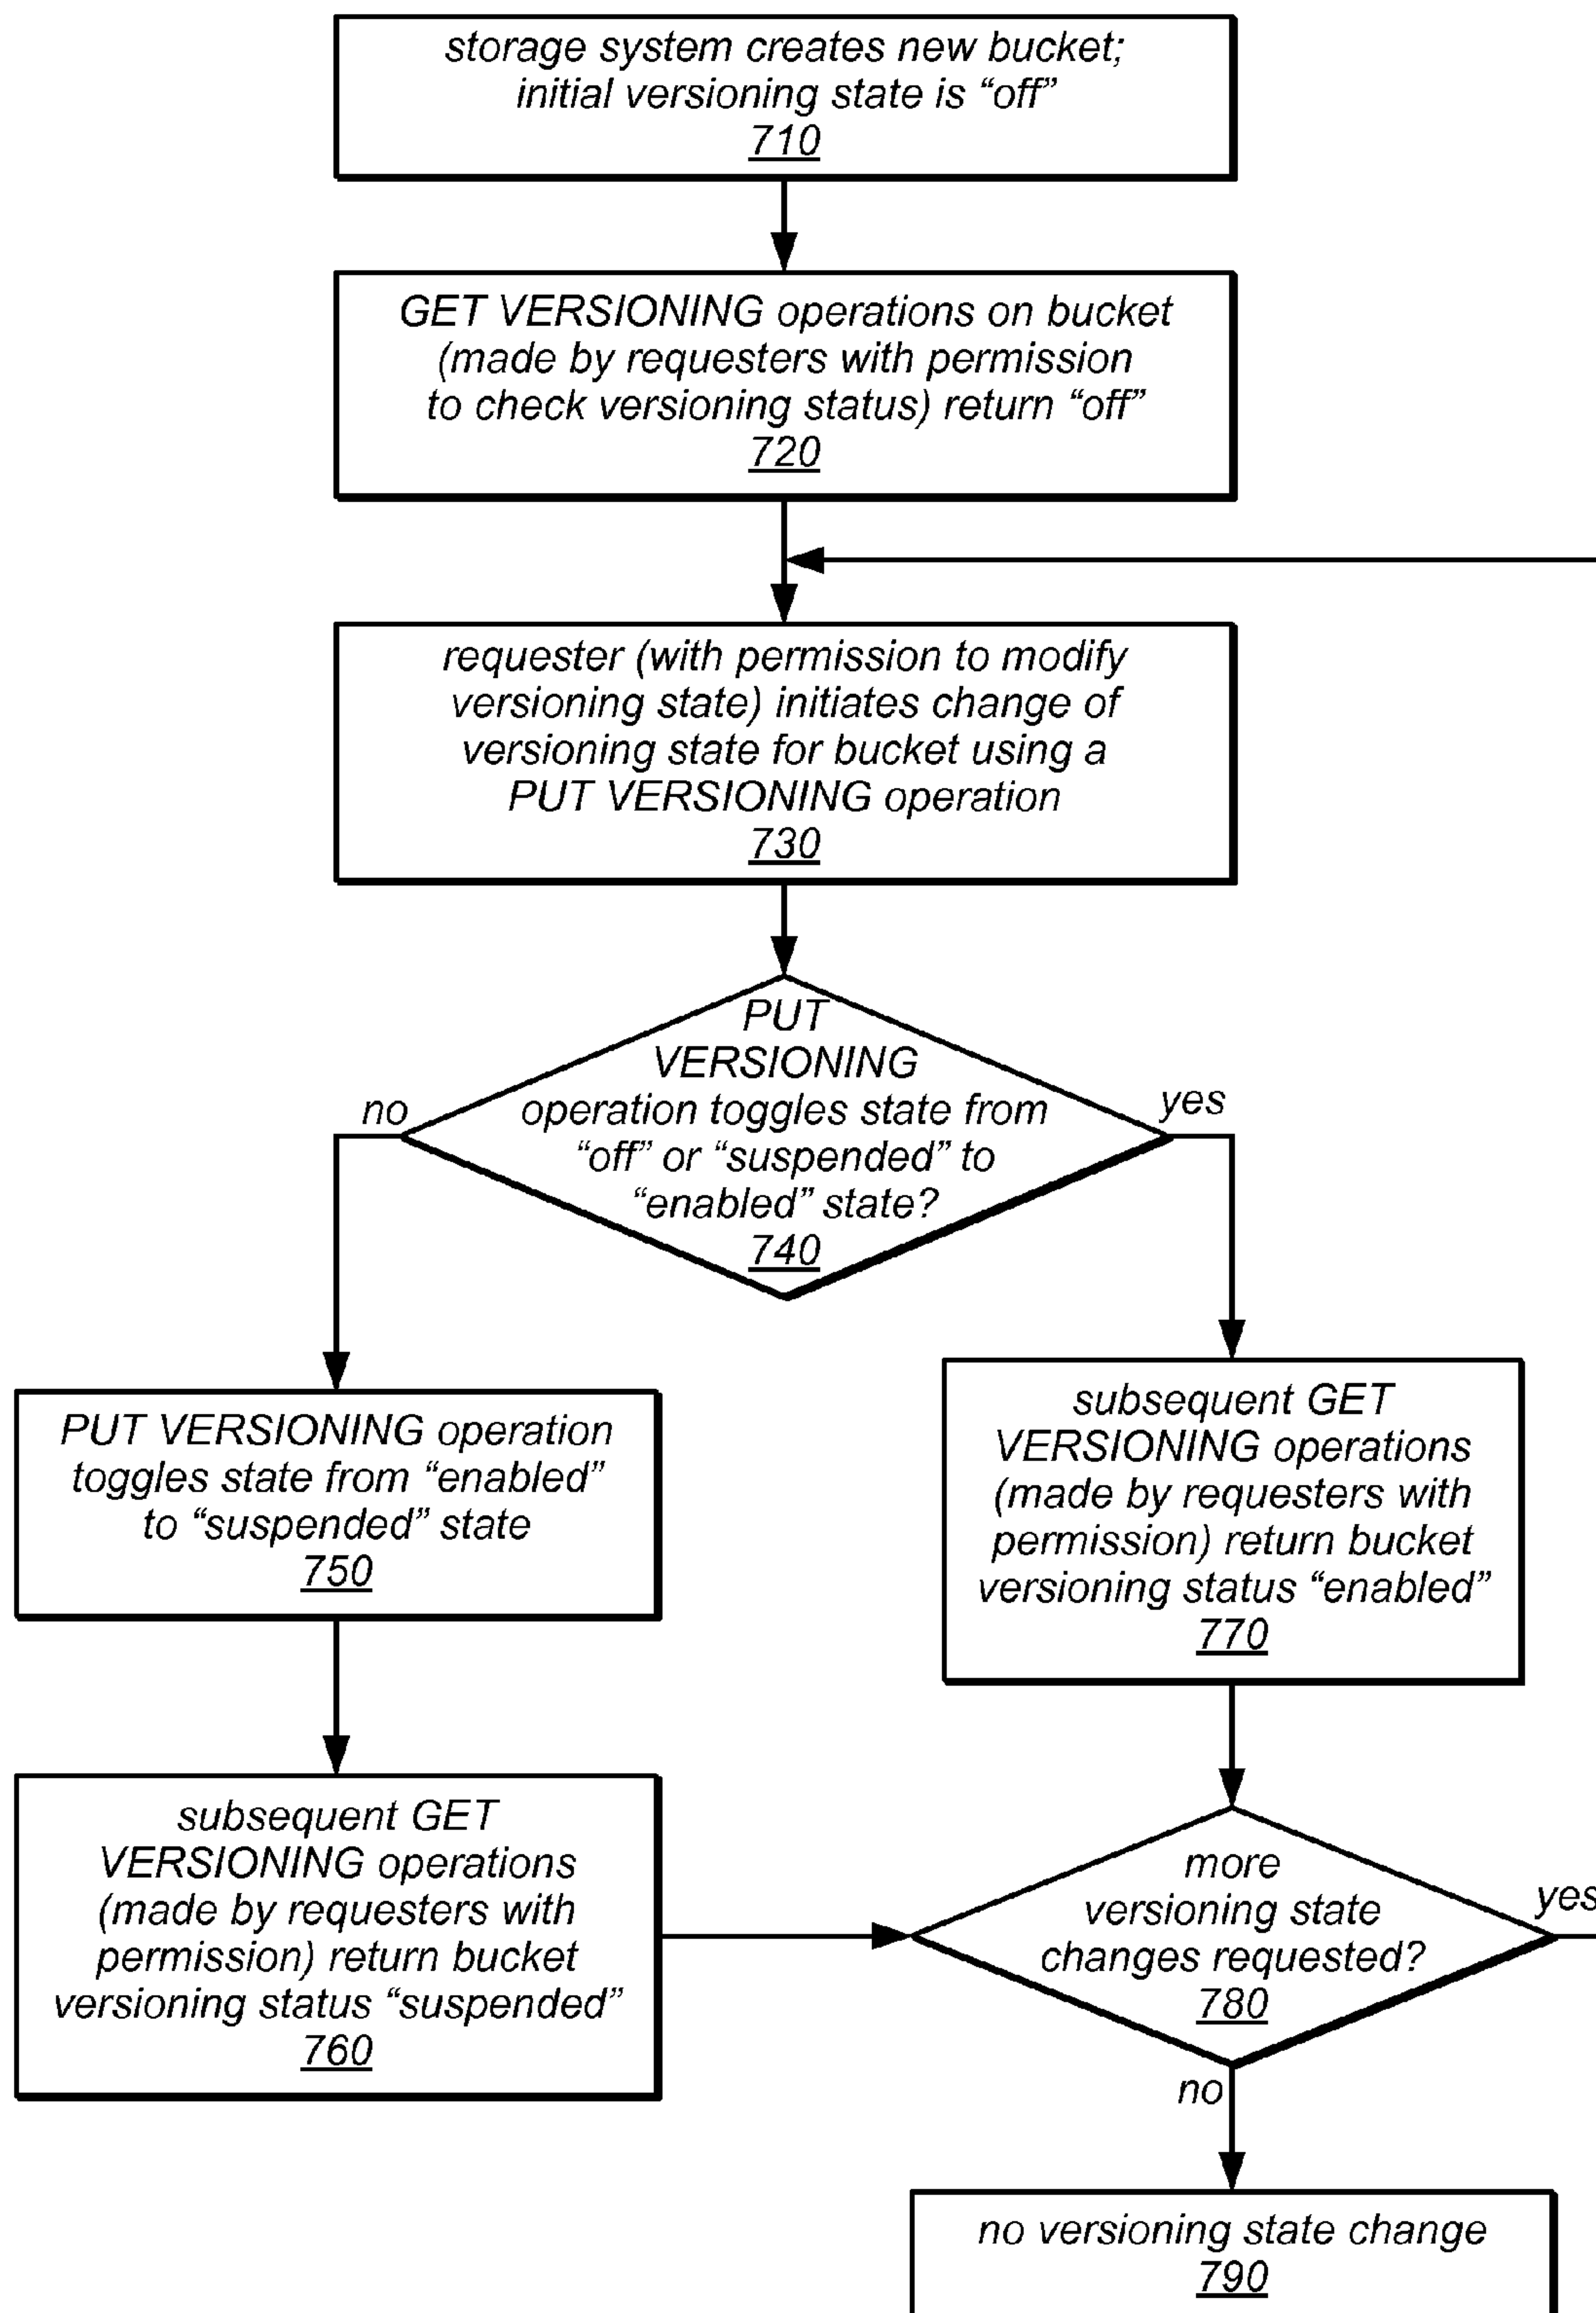 storage system creates new bucket;
initial versioning state is “off”
710
GET VERSIONING operations on bucket
(made by requesters with permission
to check versioning status) return “off”
720
requester (with permission to modify
versioning state) initiates change of
versioning state for bucket using a
PUT VERSIONING operation
730
PUT
VERSIONING
operation toggles state from
“off” or “suspended” to
“enabled” state?
740
no
yes
PUT VERSIONING operation
toggles state from “enabled”
to “suspended” state
750
subsequent GET
VERSIONING operations
(made by requesters with
permission) return bucket
versioning status “enabled”
770
subsequent GET
VERSIONING operations
(made by requesters with
permission) return bucket
versioning status “suspended”
760
more
versioning state
changes requested?
780
yes
no
no versioning state change
790